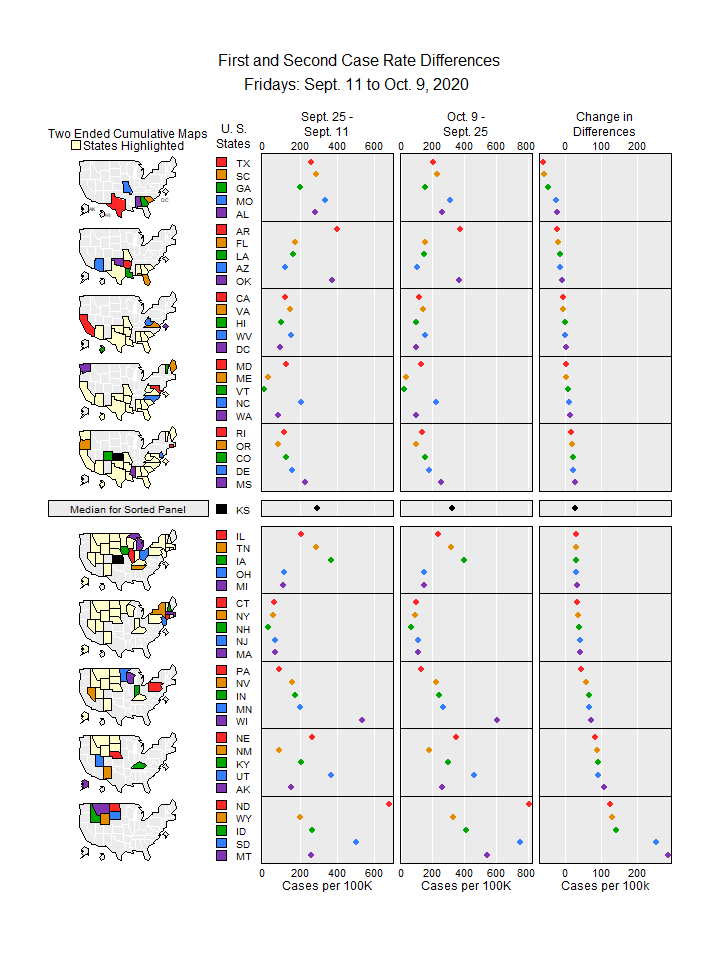 First and Second Case Rate Differences
Fridays: Sept. 11 to Oct. 9, 2020
Two Ended Cumulative Maps
States Highlighted
U. S.
States
Sept. 25 -
Sept. 11
Oct. 9 -
Sept. 25
Change in
Differences
0 200 400 600
0 200 400 600 800
0 100 200
AK
HI
DC
TX
SC
GA
MO
AL
AR
FL
LA
AZ
OK
CA
VA
HI
WV
DC
MD
ME
VT
NC
WA
RI
OR
CO
DE
MS
Median for Sorted Panel
KS
IL
TN
IA
OH
MI
CT
NY
NH
NJ
MA
PA
NV
IN
MN
WI
NE
NM
KY
UT
AK
ND
WY
ID
SD
MT
0 200 400 600
0 200 400 600 800
0 100 200
Cases per 100K
Cases per 100K
Cases per 100k